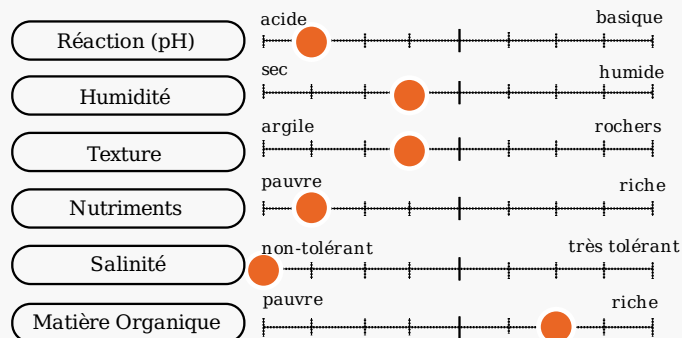 Réaction (pH) acide basique
Humidité sec humide
Texture argile rochers
Nutriments pauvre riche
Salinité non-tolérant très tolérant
Matière Organique pauvre riche